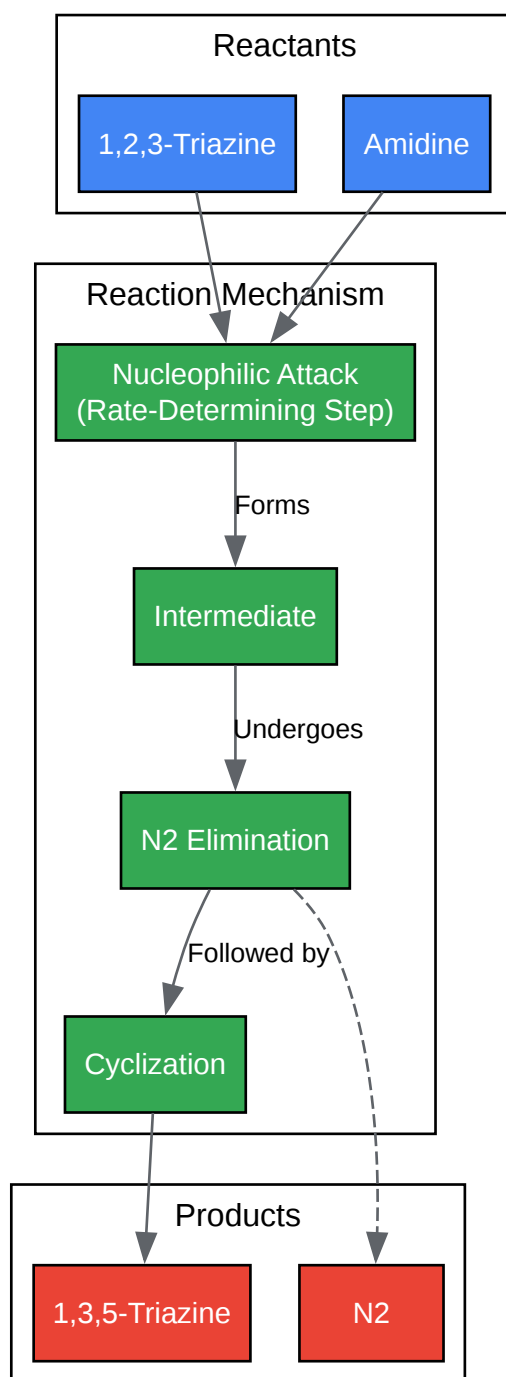 Reactants
1,2,3-Triazine
Amidine
Reaction Mechanism
Nucleophilic Attack
(Rate-Determining Step)
Forms
Intermediate
Undergoes
N2 Elimination
Followed by
Cyclization
Products
1,3,5-Triazine
N2